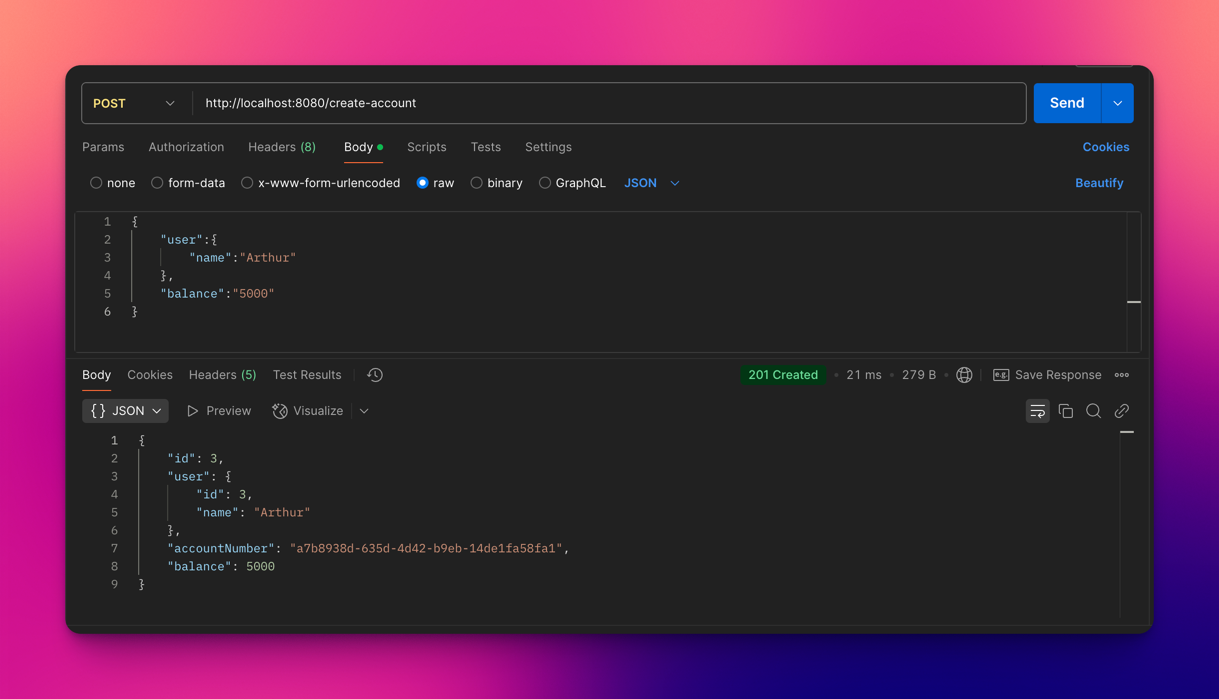 POST http://localhost:8080/create-account Send
Params Authorization Headers (8) Body Scripts Tests Settings Cookies
none form-data x-www-form-urlencoded raw binary GraphQL JSON Beautify
1 {
2 "user":{
3 "name":"Arthur"
4 },
5 "balance":"5000"
6 }
Body Cookies Headers (5) Test Results 201 Created 21 ms 279 B e.g. Save Response
{} JSON Preview Visualize
1 {
2 "id": 3,
3 "user": {
4 "id": 3,
5 "name": "Arthur"
6 },
7 "accountNumber": "a7b8938d-635d-4d42-b9eb-14de1fa58fa1",
8 "balance": 5000
9 }